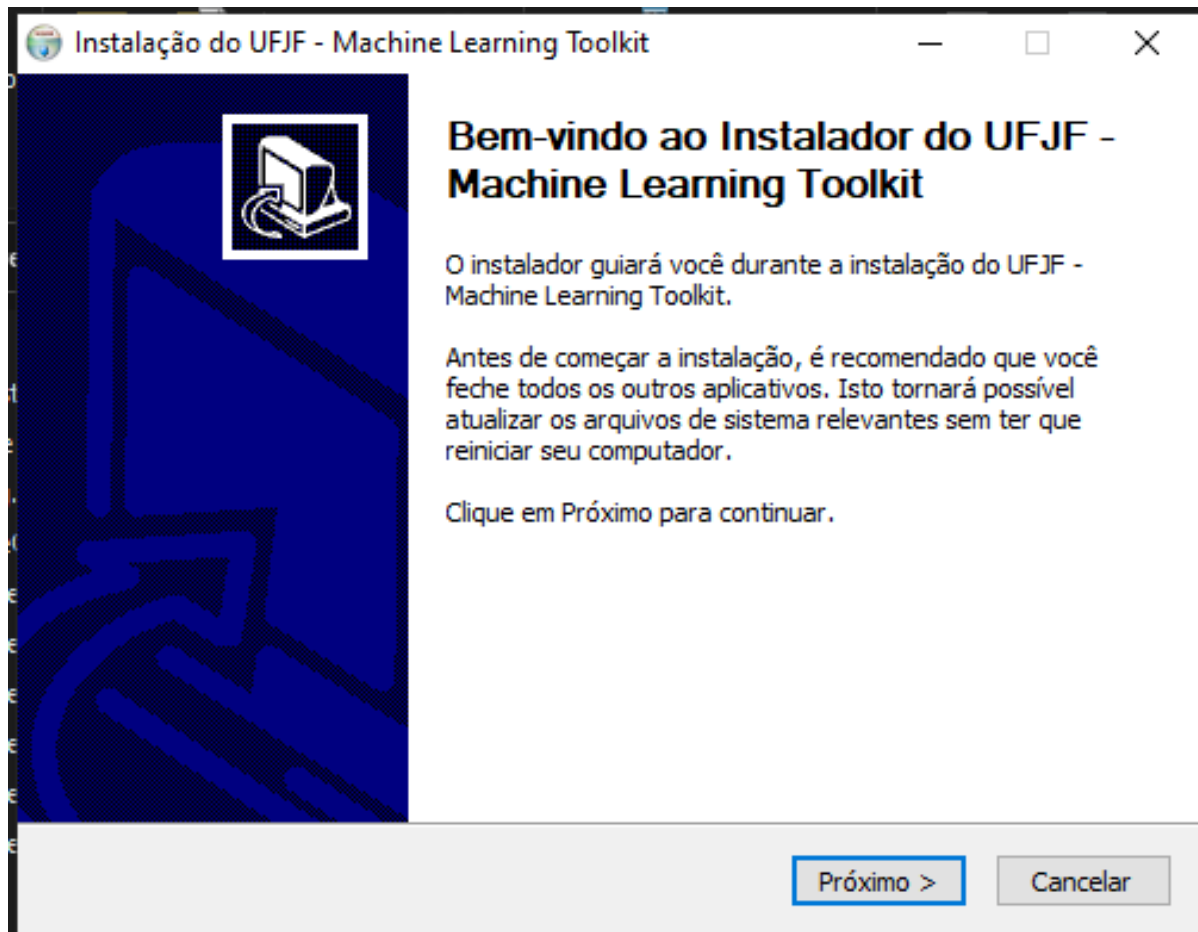 Instalação do UFJF - Machine Learning Toolkit
Bem-vindo ao Instalador do UFJF -
Machine Learning Toolkit
O instalador guiará você durante a instalação do UFJF -
Machine Learning Toolkit.
Antes de começar a instalação, é recomendado que você
feche todos os outros aplicativos. Isto tornará possível
atualizar os arquivos de sistema relevantes sem ter que
reiniciar seu computador.
Clique em Próximo para continuar.
Próximo >
Cancelar